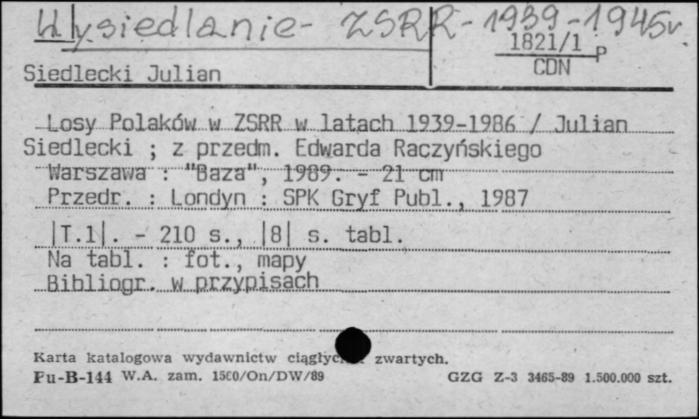 Wysiedlanie - ZSRR - 1939-1945r
1821/1 P
CDN
Siedlecki Julian
Losy Polaków w ZSRR w latach 1939-1986 / Julian
Siedlecki ; z przedm. Edwarda Raczyńskiego
Warszawa : "Baza", 1989. - 21 cm
Przedr. : Londyn : SPK Gryf Publ., 1987
|T.1|. - 210 s., |8| s. tabl.
Na tabl. : fot., mapy
Bibliogr. w przypisach
Karta katalogowa wydawnictw zwartych.
Pu-B-144 W.A. zam. 1580/On/DW/89 GZG Z-3 3465-89 1.500.000 szt.